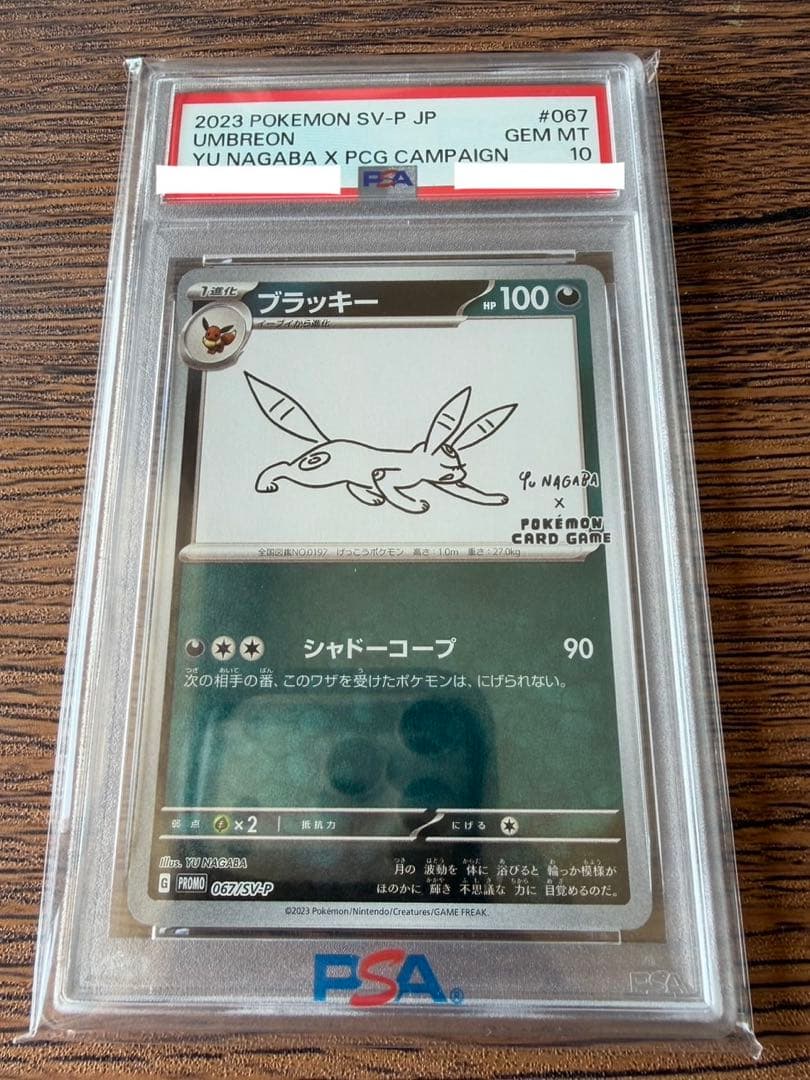 2023 POKEMON SV-P JP #067
UMBREON GEM MT
YU NAGABA X PCG CAMPAIGN 10
PSA
1進化 ブラッキー HP 100
イーブイから進化
YU NAGABA
X
POKÉMON
CARD GAME
全国図鑑NO.0197 げっこうポケモン 高さ:1.0m 重さ:27.0kg
シャドーコープ 90
次の相手の番、このワザを受けたポケモンは、にげられない。
弱点 ×2 抵抗力 にげる
Illus. YU NAGABA
月の波動を体に浴びると輪っか模様が
G PROMO 067/SV-P ほのかに輝き不思議な力に目覚めるのだ。
©2023 Pokémon/Nintendo/Creatures/GAME FREAK.
PSA®
PSA